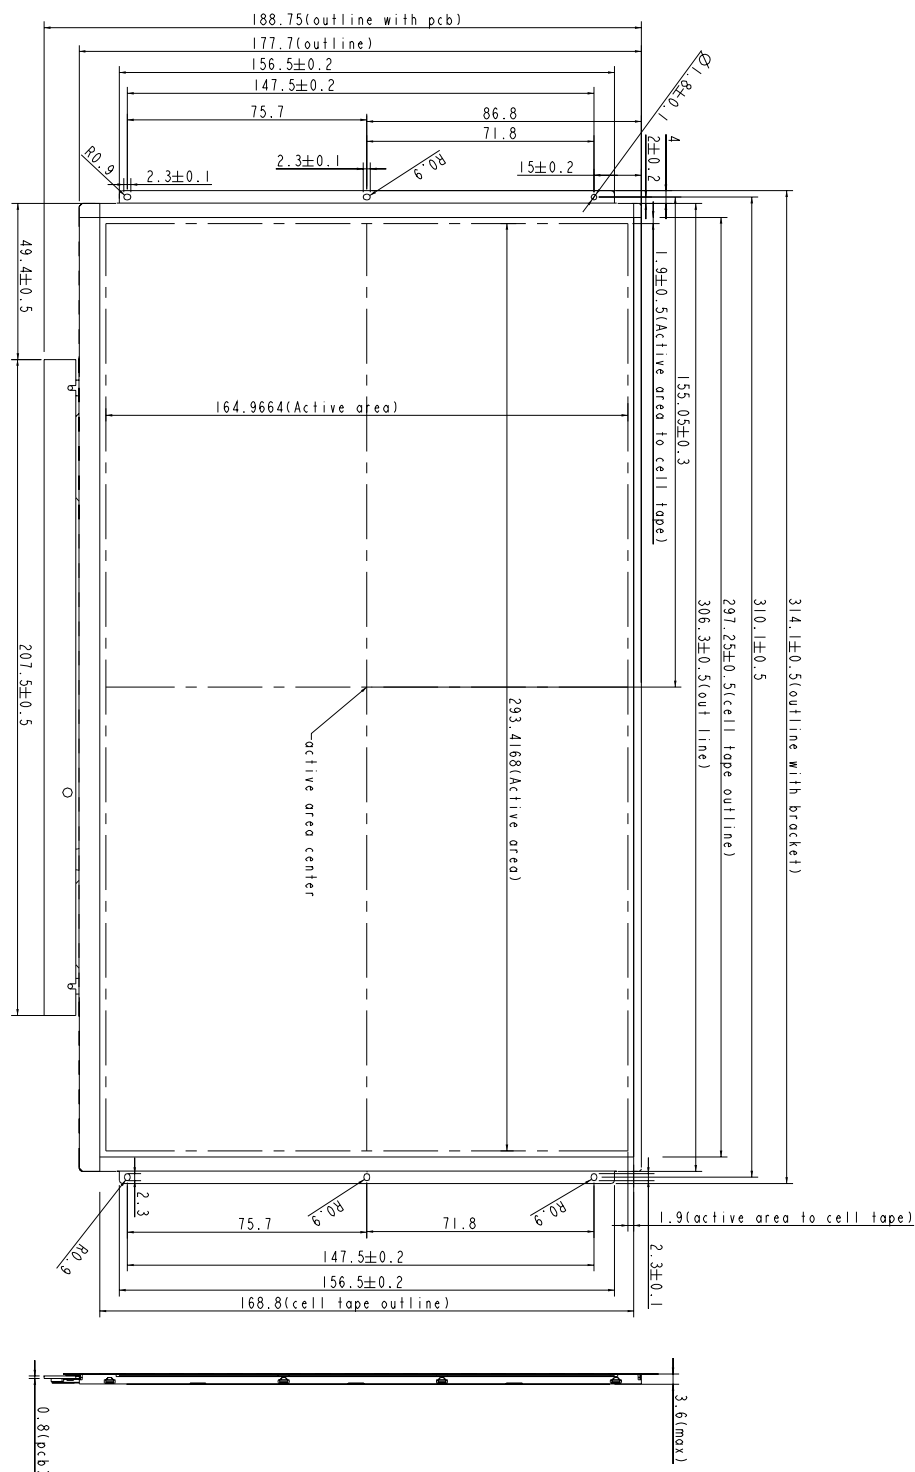 188.75(outline with pcb)
177.7(outline)
156.5±0.2
147.5±0.2
75.7
86.8
71.8
Ø1.8±0.1
4
2±0.2
15±0.2
R0.9
2.3±0.1
2.3±0.1
R0.9
49.4±0.5
1.9±0.5(Active area to cell tape)
155.05±0.3
164.9664(Active area)
207.5±0.5
306.3±0.5(out line)
297.25±0.5(cell tape outline)
310.1±0.5
314.1±0.5(outline with bracket)
293.4168(Active area)
active area center
2.3
R0.9
R0.9
R0.9
75.7
71.8
1.9(active area to cell tape)
2.3±0.1
147.5±0.2
156.5±0.2
168.8(cell tape outline)
0.8(pcb)
3.6(max)